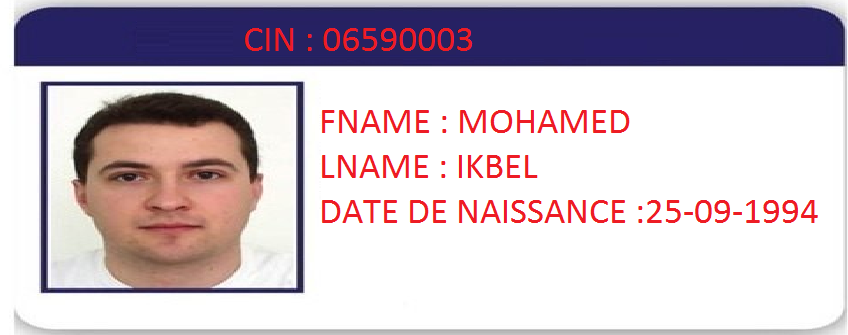 CIN : 06590003
FNAME : MOHAMED
LNAME : IKBEL
DATE DE NAISSANCE :25-09-1994